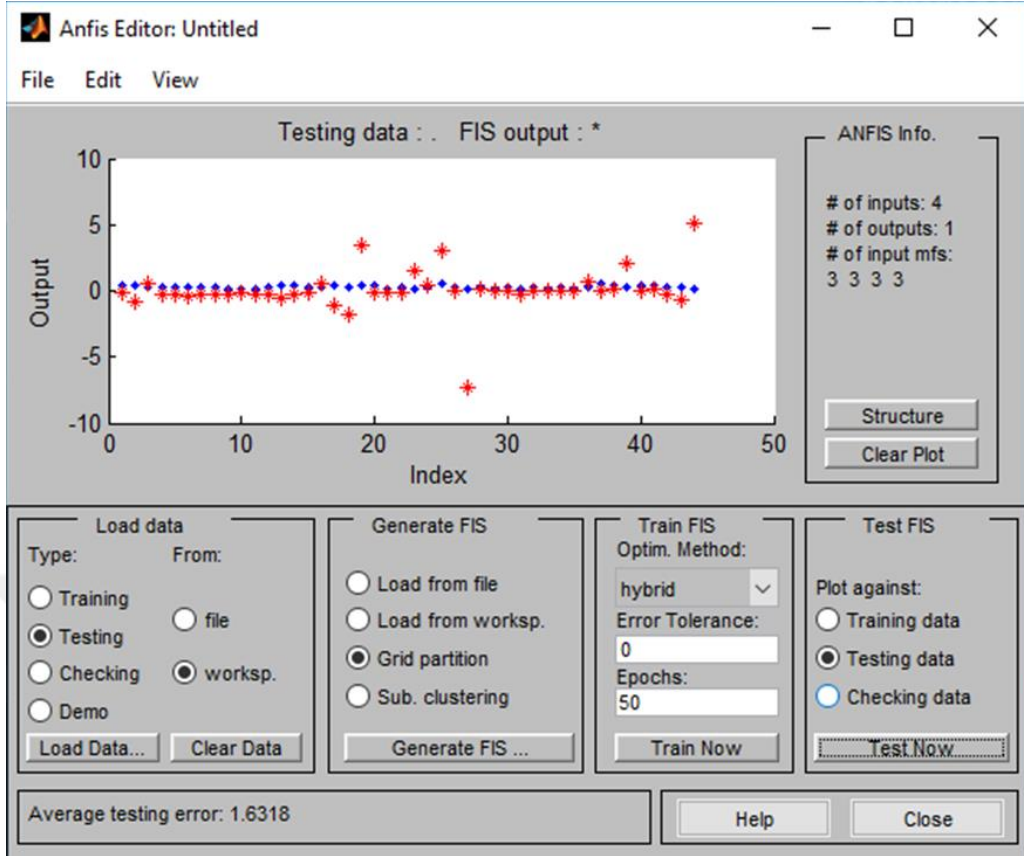 Anfis Editor: Untitled
File Edit View
Testing data : . FIS output : *
10
5
0
-5
-10
Output
0 10 20 30 40 50
Index
ANFIS Info.
# of inputs: 4
# of outputs: 1
# of input mfs:
3 3 3 3
Structure
Clear Plot
Load data
Type: From:
Training
Testing
Checking
Demo
file
worksp.
Load Data... Clear Data
Generate FIS
Load from file
Load from worksp.
Grid partition
Sub. clustering
Generate FIS ...
Train FIS
Optim. Method:
hybrid
Error Tolerance:
0
Epochs:
50
Train Now
Test FIS
Plot against:
Training data
Testing data
Checking data
Test Now
Average testing error: 1.6318
Help Close